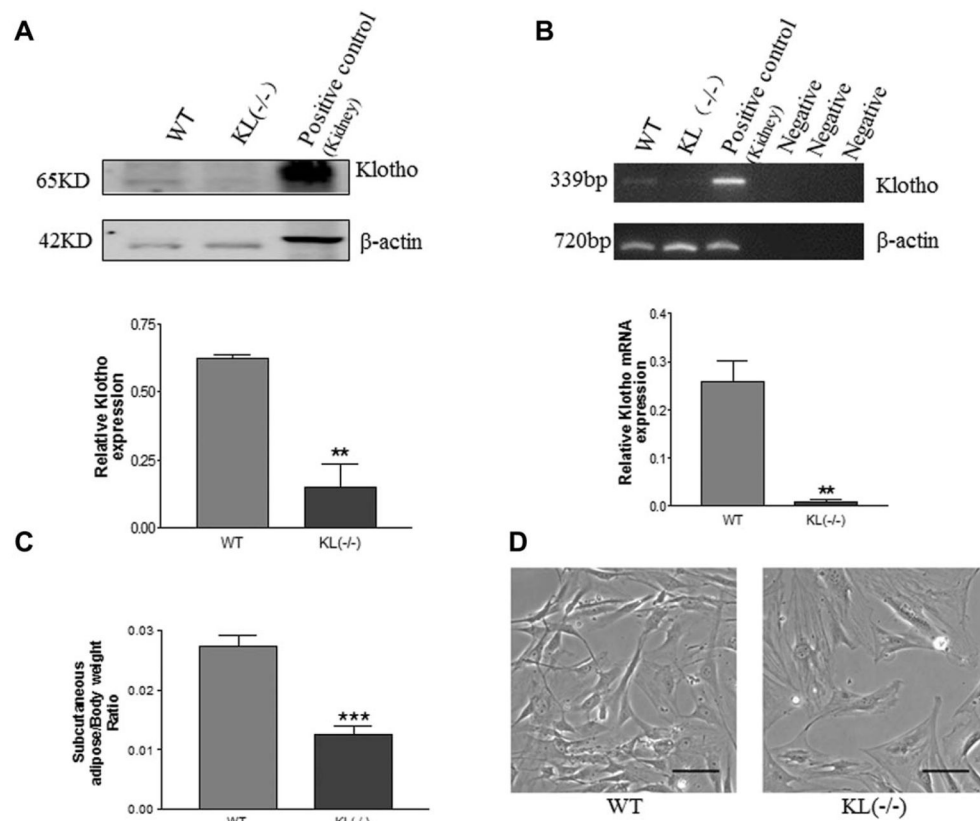 A
WT
KL(-/-)
Positive control
(Kidney)
65KD
Klotho
42KD
β-actin
0.75
0.50
0.25
0.00
Relative Klotho
expression
**
WT
KL(-/-)
B
WT
KL (-/-)
Positive control
(Kidney)
Negative
Negative
Negative
339bp
Klotho
720bp
β-actin
0.4
0.3
0.2
0.1
0.0
Relative Klotho mRNA
expression
**
WT
KL(-/-)
C
0.03
0.02
0.01
0.00
Subcutaneous
adipose/Body weight
Ratio
***
WT
KL(-/-)
D
WT
KL(-/-)